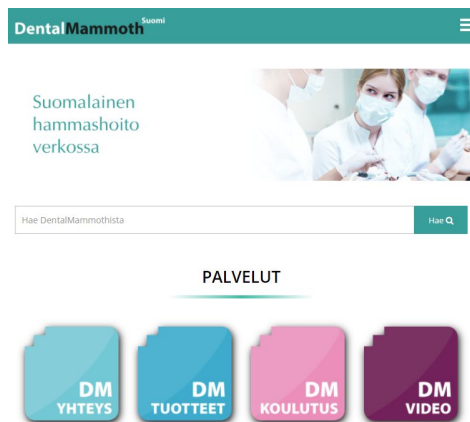 DentalMammoth Suomi
Suomalainen
hammashoito
verkossa
Hae DentalMammothista
Hae
PALVELUT
DM
YHTEYS
DM
TUOTTEET
DM
KOULUTUS
DM
VIDEO